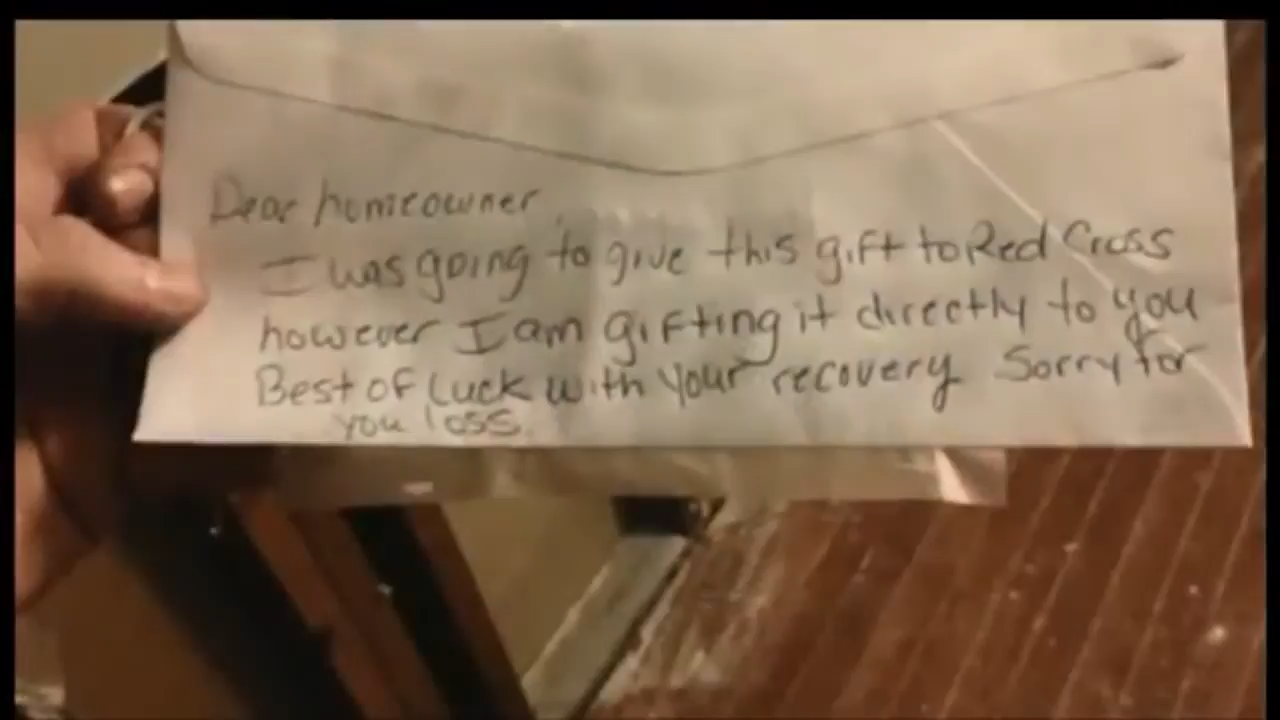 Dear homeowner
I was going to give this gift to Red Cross
however I am gifting it directly to you
Best of Luck with your recovery Sorry for
you loss.